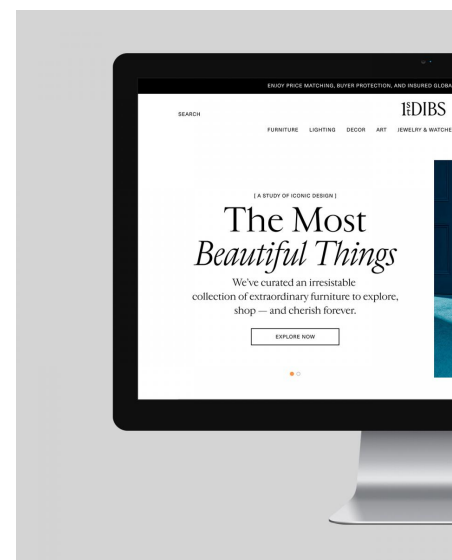 ENJOY PRICE MATCHING, BUYER PROTECTION, AND INSURED GLOBA
SEARCH
1stDIBS
FURNITURE LIGHTING DECOR ART JEWELRY & WATCHE
[ A STUDY OF ICONIC DESIGN ]
The Most
Beautiful Things
We've curated an irresistable
collection of extraordinary furniture to explore,
shop — and cherish forever.
EXPLORE NOW